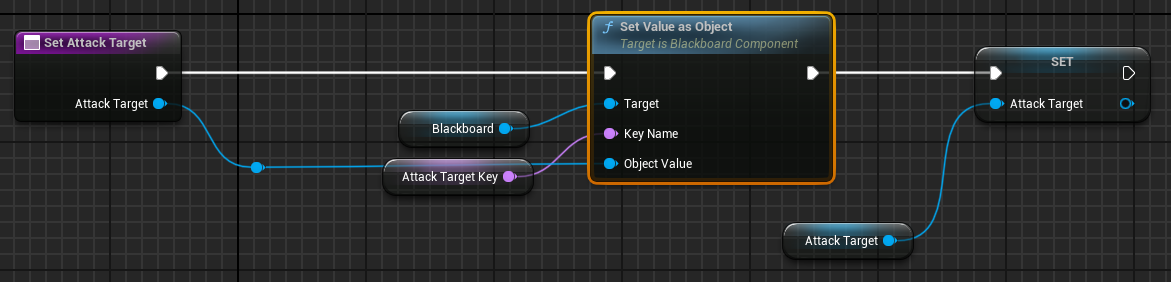 Set Attack Target
Attack Target
Blackboard
Attack Target Key
Set Value as Object
Target is Blackboard Component
Target
Key Name
Object Value
Attack Target
SET
Attack Target